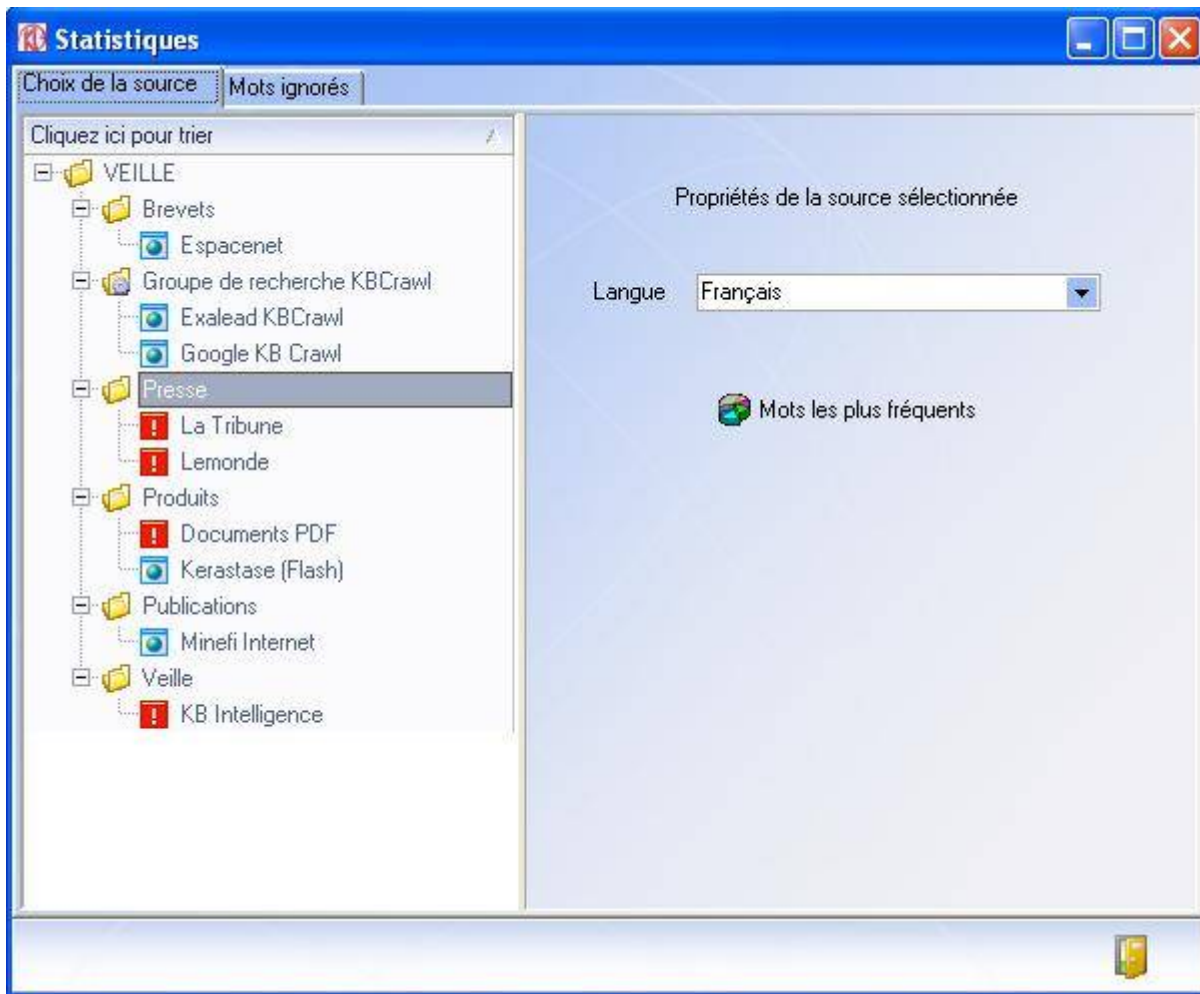 Statistiques
Choix de la source
Mots ignorés
Cliquez ici pour trier
VEILLE
Brevets
Espacenet
Groupe de recherche KBCrawl
Exalead KBCrawl
Google KB Crawl
Presse
La Tribune
Lemonde
Produits
Documents PDF
Kerastase (Flash)
Publications
Minefi Internet
Veille
KB Intelligence
Propriétés de la source sélectionnée
Langue Français
Mots les plus fréquents